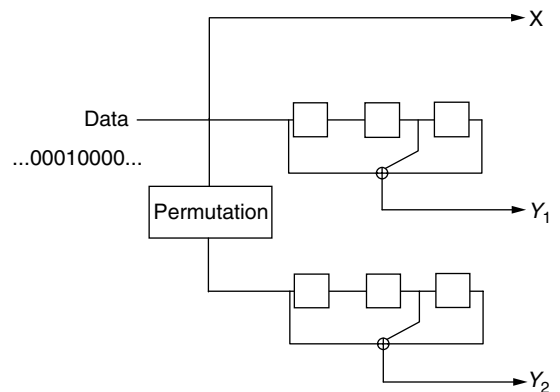 X
Data
...00010000...
Permutation
Y1
Y2